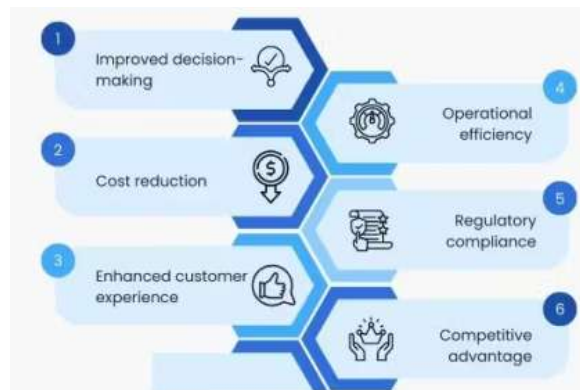 1
Improved decision-
making
2
Cost reduction
$
3
Enhanced customer
experience
4
Operational
efficiency
5
Regulatory
compliance
6
Competitive
advantage